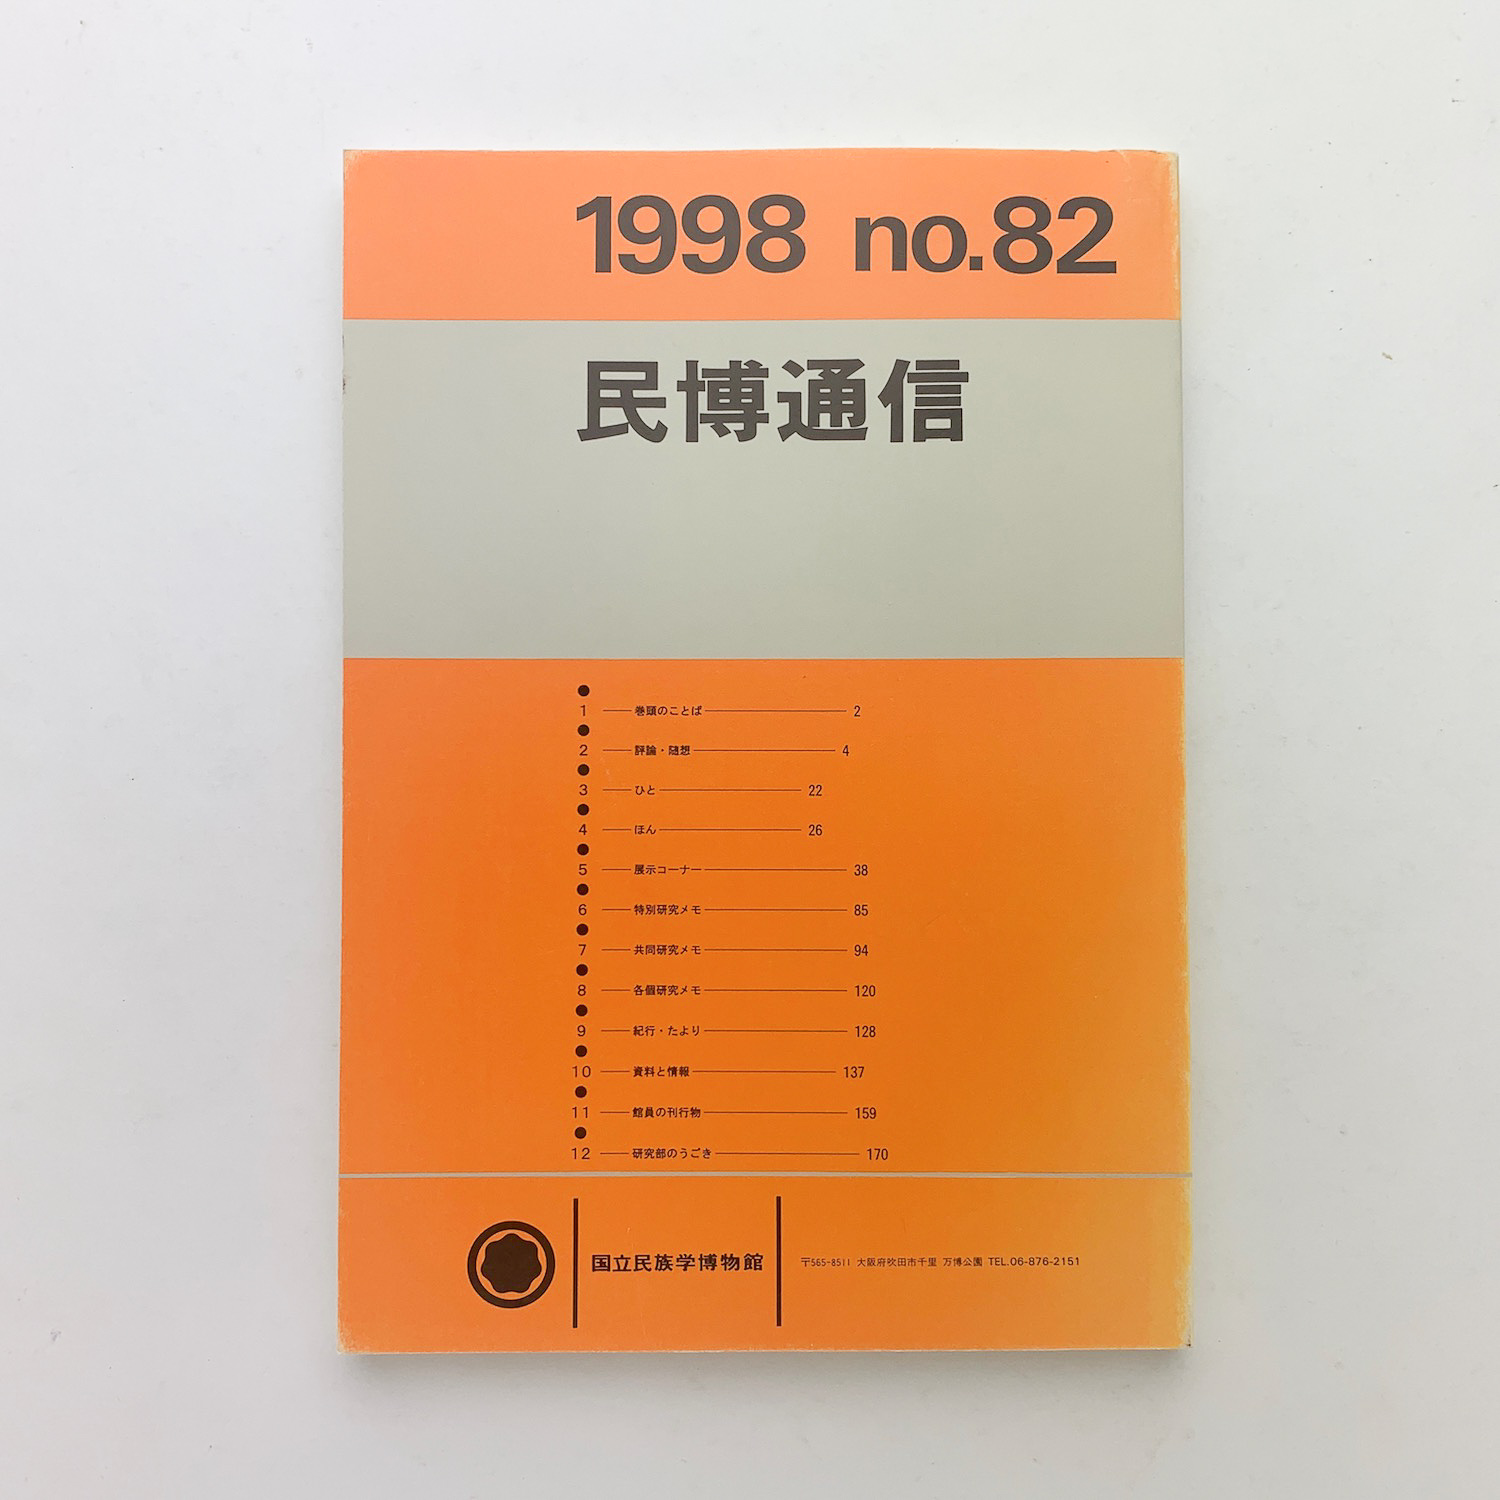 1998 no.82
民博通信
1 巻頭のことば 2
2 評論・随想 4
3 ひと 22
4 ほん 26
5 展示コーナー 38
6 特別研究メモ 85
7 共同研究メモ 94
8 各個研究メモ 120
9 紀行・たより 128
10 資料と情報 137
11 館員の刊行物 159
12 研究部のうごき 170
国立民族学博物館
〒565-8511 大阪府吹田市千里 万博公園 TEL.06-876-2151